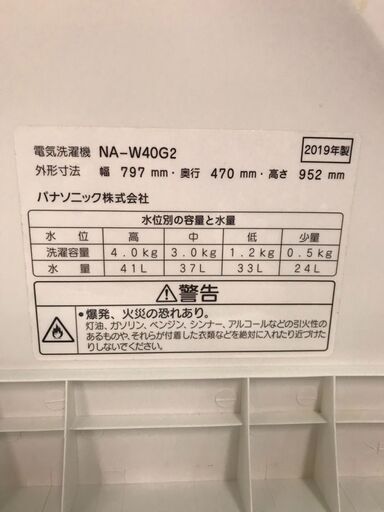 電気洗濯機 NA-W40G2 2019年製
外形寸法 幅 797 mm・奥行 470 mm・高さ 952 mm
パナソニック株式会社
水位別の容量と水量
水位 高 中 低 少量
洗濯容量 4.0kg 3.0kg 1.2kg 0.5kg
水量 41L 37L 33L 24L
警告
●爆発、火災の恐れあり。
灯油、ガソリン、ベンジン、シンナー、アルコールなどの引火性の
あるものや、それらが付着した衣類などを絶対に入れたり近づけた
りしないでください。